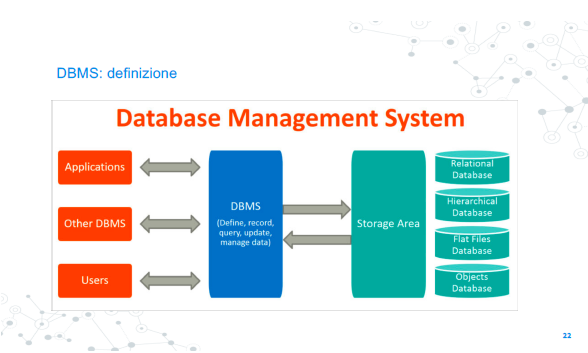 DBMS: definizione
Database Management System
Applications
Other DBMS
Users
DBMS
(Define, record,
query, update,
manage data)
Storage Area
Relational
Database
Hierarchical
Database
Flat Files
Database
Objects
Database
22